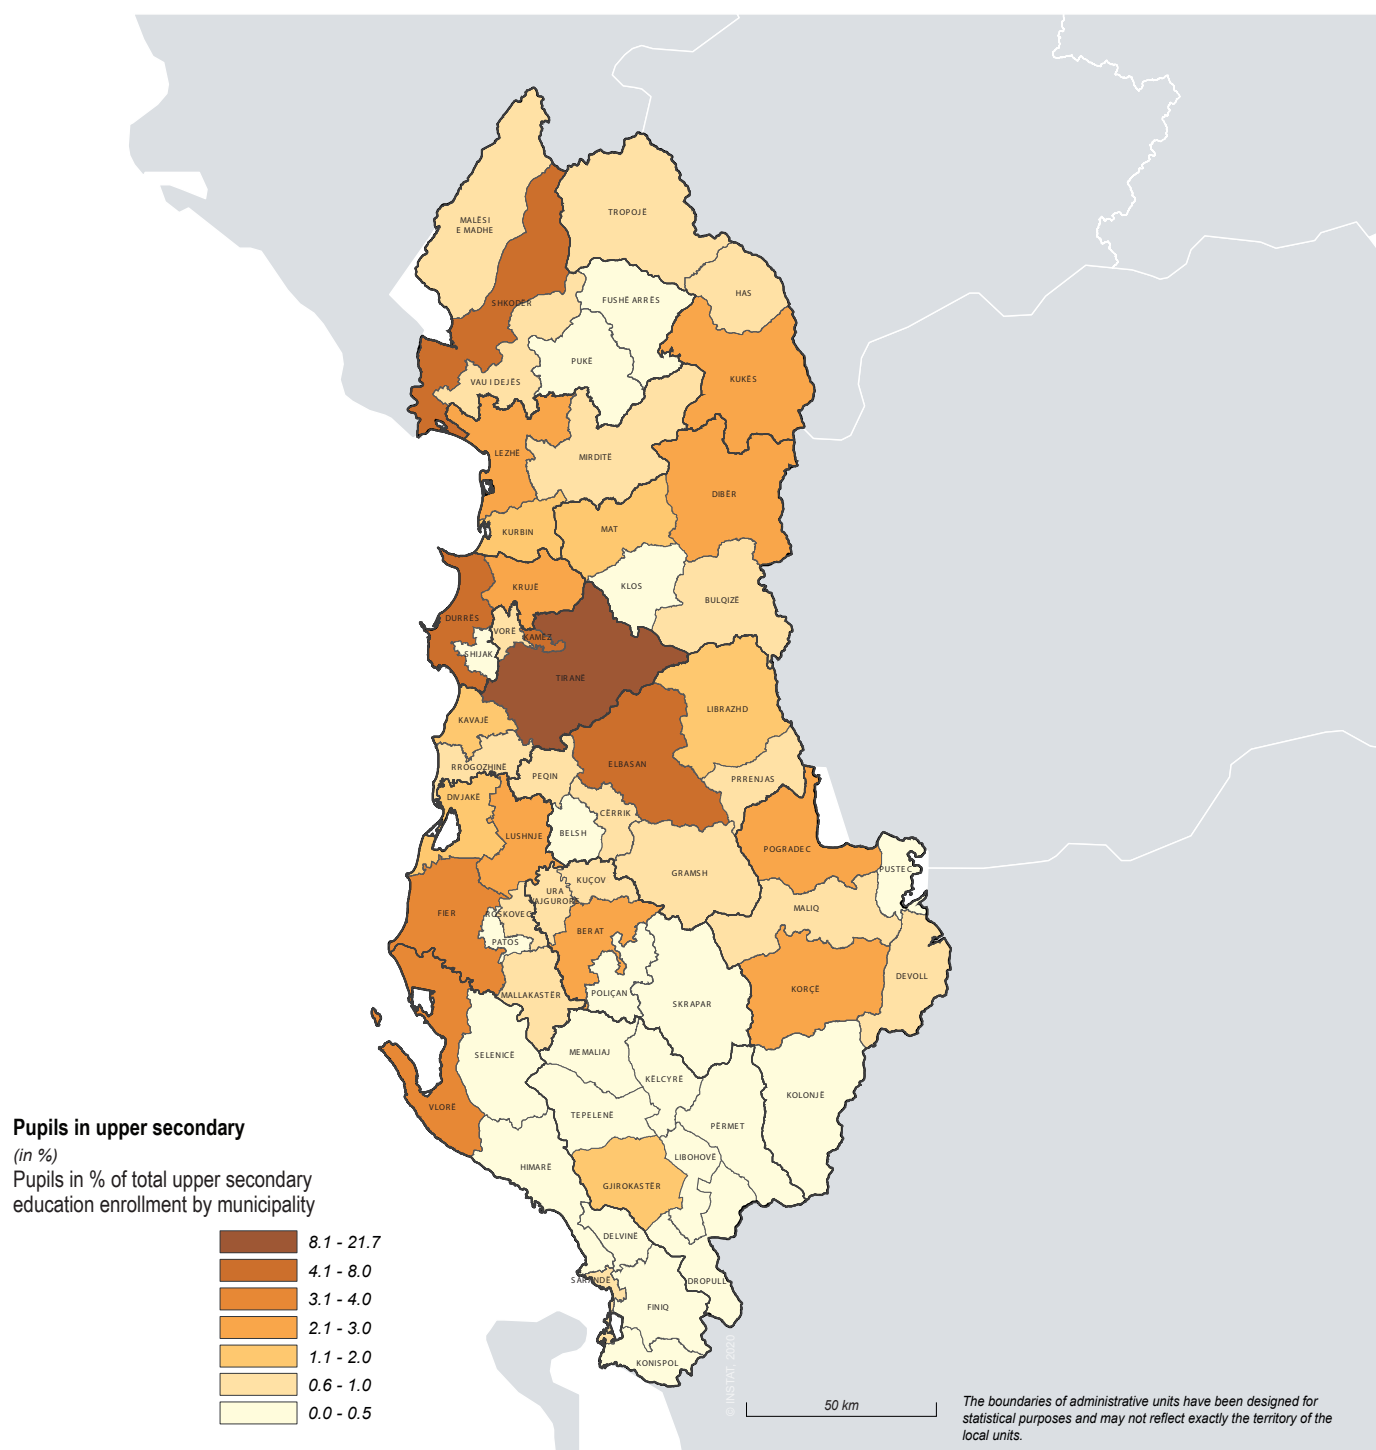 MALËSI
E MADHE
TROPOJË
HAS
SHKODËR
FUSHË ARRËS
PUKË
KUKËS
VAU I DEJËS
LEZHË
MIRDITË
DIBËR
KURBIN
MAT
KRUJË
KLOS
BULQIZË
DURRËS
VORË
KAMËZ
SHIJAK
TIRANË
LIBRAZHD
KAVAJË
ELBASAN
RROGOZHINË
PEQIN
PRRENJAS
DIVJAKË
CËRRIK
LUSHNJE
BELSH
POGRADEC
PUSTEC
GRAMSH
KUÇOV
URA
VAJGURORE
MALIQ
FIER
ROSKOVEC
BERAT
PATOS
DEVOLL
MALLAKASTËR
POLIÇAN
KORÇË
SKRAPAR
SELENICË
MEMALIAJ
KËLCYRË
KOLONJË
VLORË
TEPELENË
PËRMET
LIBOHOVË
HIMARË
GJIROKASTËR
DELVINË
SARANDË
DROPULL
FINIQ
KONISPOL
Pupils in upper secondary
(in %)
Pupils in % of total upper secondary
education enrollment by municipality
8.1 - 21.7
4.1 - 8.0
3.1 - 4.0
2.1 - 3.0
1.1 - 2.0
0.6 - 1.0
0.0 - 0.5
© INSTAT, 2020
50 km
The boundaries of administrative units have been designed for
statistical purposes and may not reflect exactly the territory of the
local units.